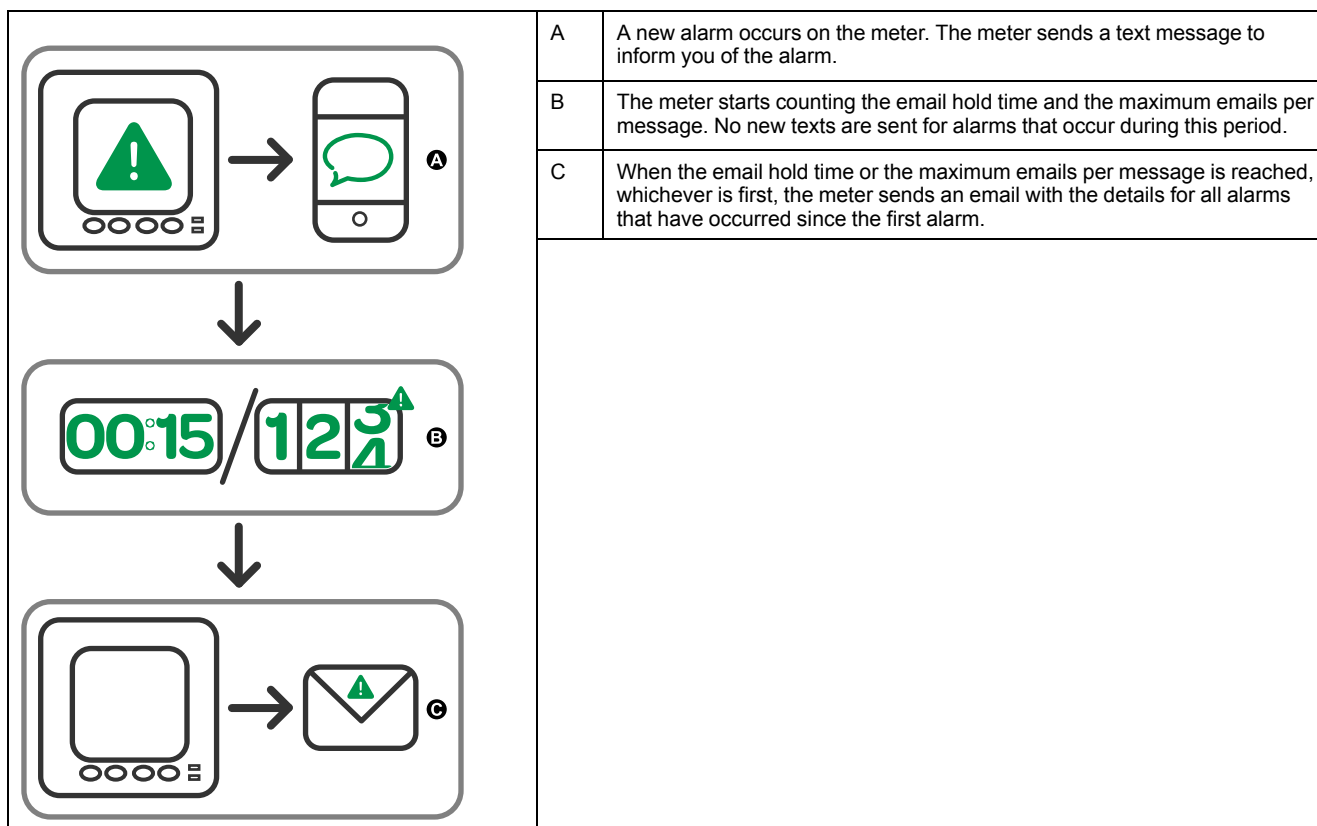 A
A new alarm occurs on the meter. The meter sends a text message to
inform you of the alarm.
B
The meter starts counting the email hold time and the maximum emails per
message. No new texts are sent for alarms that occur during this period.
C
When the email hold time or the maximum emails per message is reached,
whichever is first, the meter sends an email with the details for all alarms
that have occurred since the first alarm.
!
A
00:15/123 !
4
B
!
C